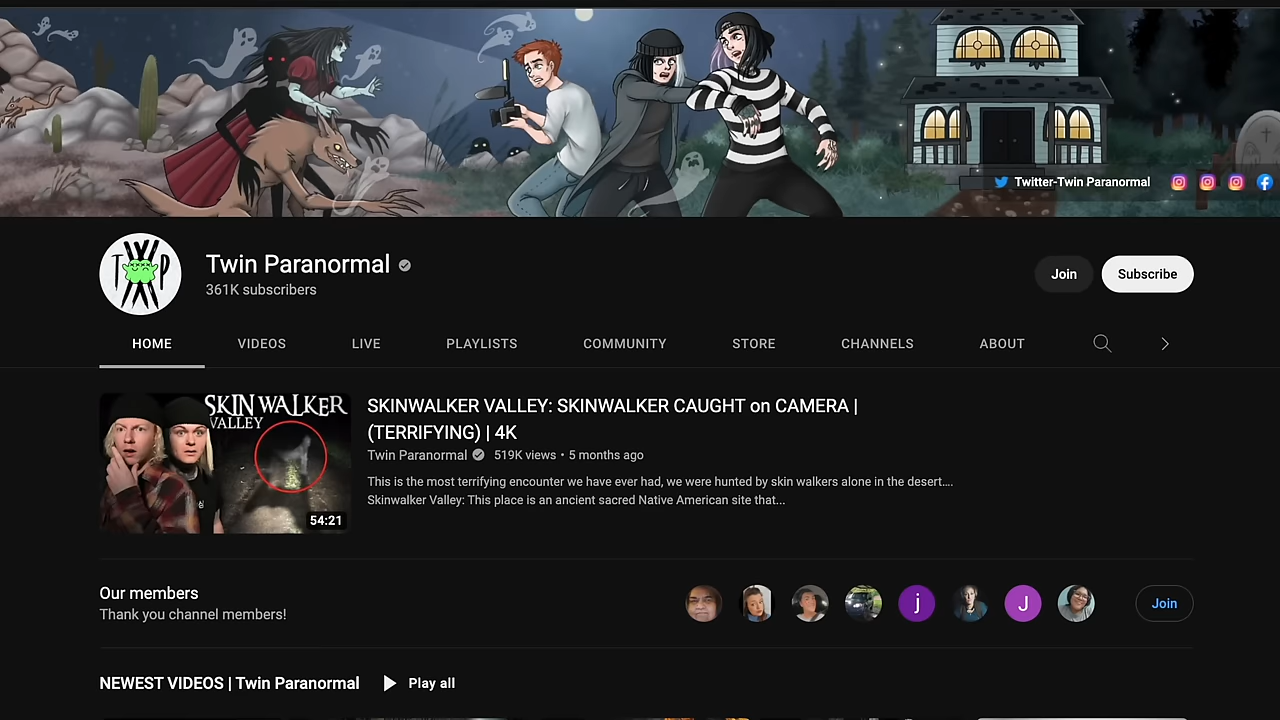 Twitter-Twin Paranormal
TWP
Twin Paranormal
361K subscribers
Join
Subscribe
HOME
VIDEOS
LIVE
PLAYLISTS
COMMUNITY
STORE
CHANNELS
ABOUT
SKINWALKER
VALLEY
54:21
SKINWALKER VALLEY: SKINWALKER CAUGHT on CAMERA |
(TERRIFYING) | 4K
Twin Paranormal 519K views • 5 months ago
This is the most terrifying encounter we have ever had, we were hunted by skin walkers alone in the desert....
Skinwalker Valley: This place is an ancient sacred Native American site that...
Our members
Thank you channel members!
j
J
Join
NEWEST VIDEOS | Twin Paranormal
Play all